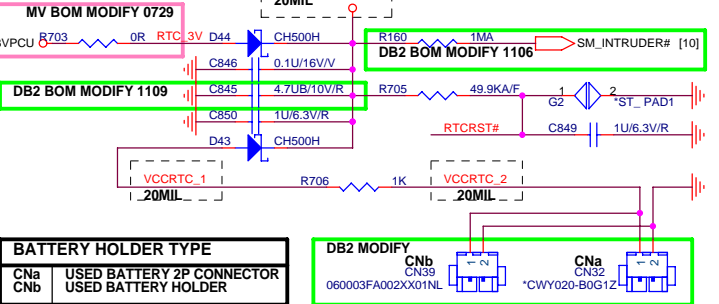 20MIL
MV BOM MODIFY 0729
3VPCU R703 0R RTC_3V D44 CH500H R160 1MA SM_INTRUDER# [10]
DB2 BOM MODIFY 1106
C846 0.1U/16V/V
DB2 BOM MODIFY 1109 C845 4.7UB/10V/R R705 49.9KA/F 1 2
G2 *ST_ PAD1
C850 1U/6.3V/R RTCRST# C849 1U/6.3V/R
D43 CH500H
VCCRTC_1 R706 1K VCCRTC_2
20MIL 20MIL
BATTERY HOLDER TYPE
CNa USED BATTERY 2P CONNECTOR
CNb USED BATTERY HOLDER
DB2 MODIFY
CNb
CN39
060003FA002XX01NL
1 2
CNa
CN32
*CWY020-B0G1Z
1 2